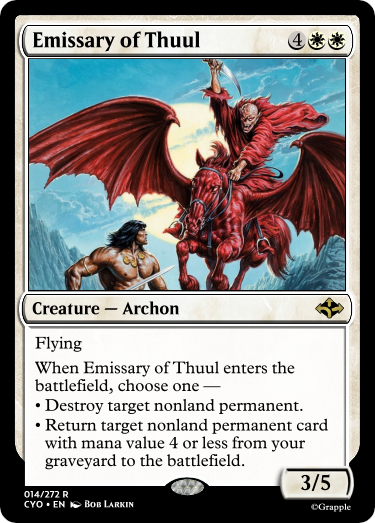 Emissary of Thuul 4
Creature — Archon
Flying
When Emissary of Thuul enters the
battlefield, choose one —
• Destroy target nonland permanent.
• Return target nonland permanent card
with mana value 4 or less from your
graveyard to the battlefield.
3/5
014/272 R
CYO • EN Bob Larkin
©Grapple